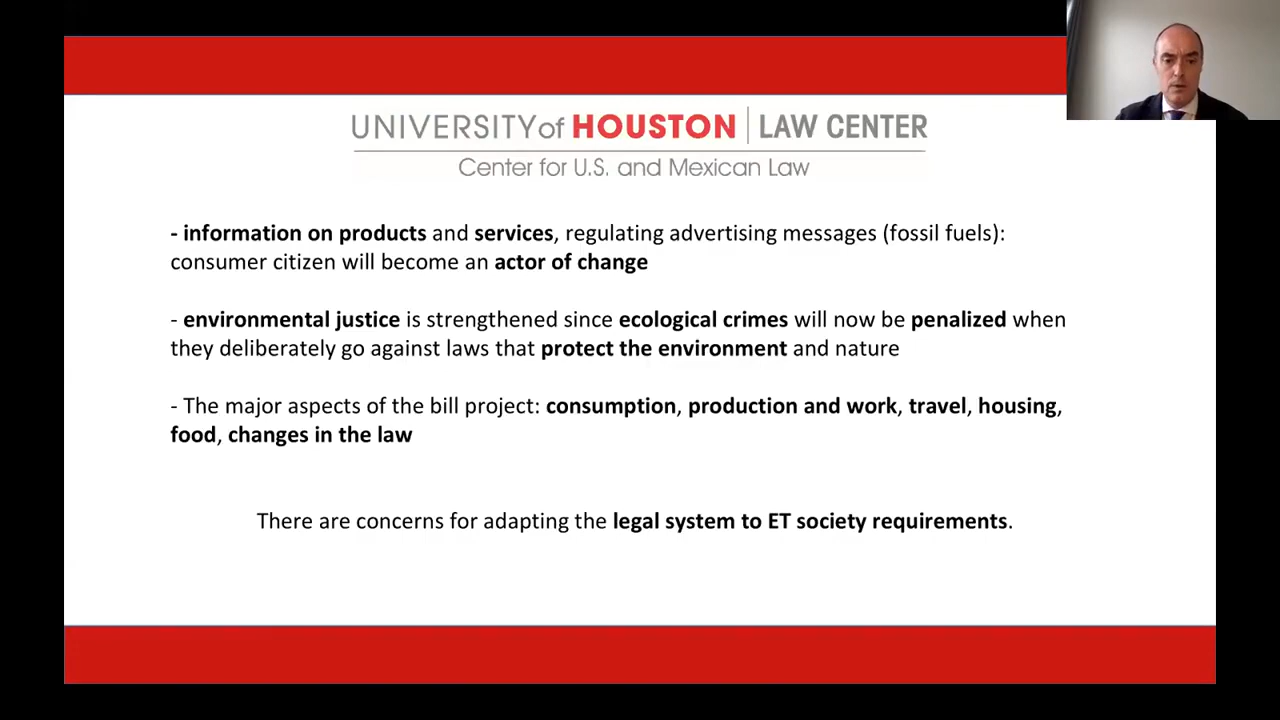 UNIVERSITY of HOUSTON | LAW CENTER
Center for U.S. and Mexican Law
- information on products and services, regulating advertising messages (fossil fuels):
consumer citizen will become an actor of change
- environmental justice is strengthened since ecological crimes will now be penalized when
they deliberately go against laws that protect the environment and nature
- The major aspects of the bill project: consumption, production and work, travel, housing,
food, changes in the law
There are concerns for adapting the legal system to ET society requirements.